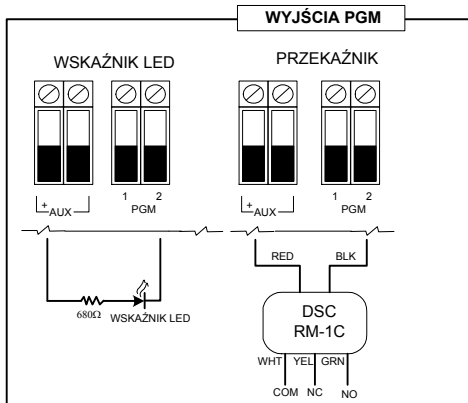 WYJŚCIA PGM
WSKAŹNIK LED
PRZEKAŹNIK
+ AUX
1 2
PGM
+ AUX
1 2
PGM
RED BLK
680Ω
WSKAŹNIK LED
DSC
RM-1C
WHT YEL GRN
COM NC NO